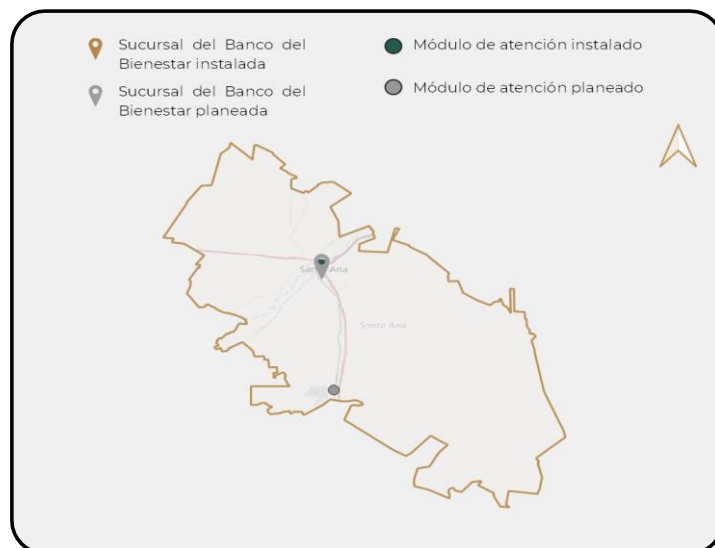 Sucursal del Banco del
Bienestar instalada
Sucursal del Banco del
Bienestar planeada
Módulo de atención instalado
Módulo de atención planeado
Santa Ana